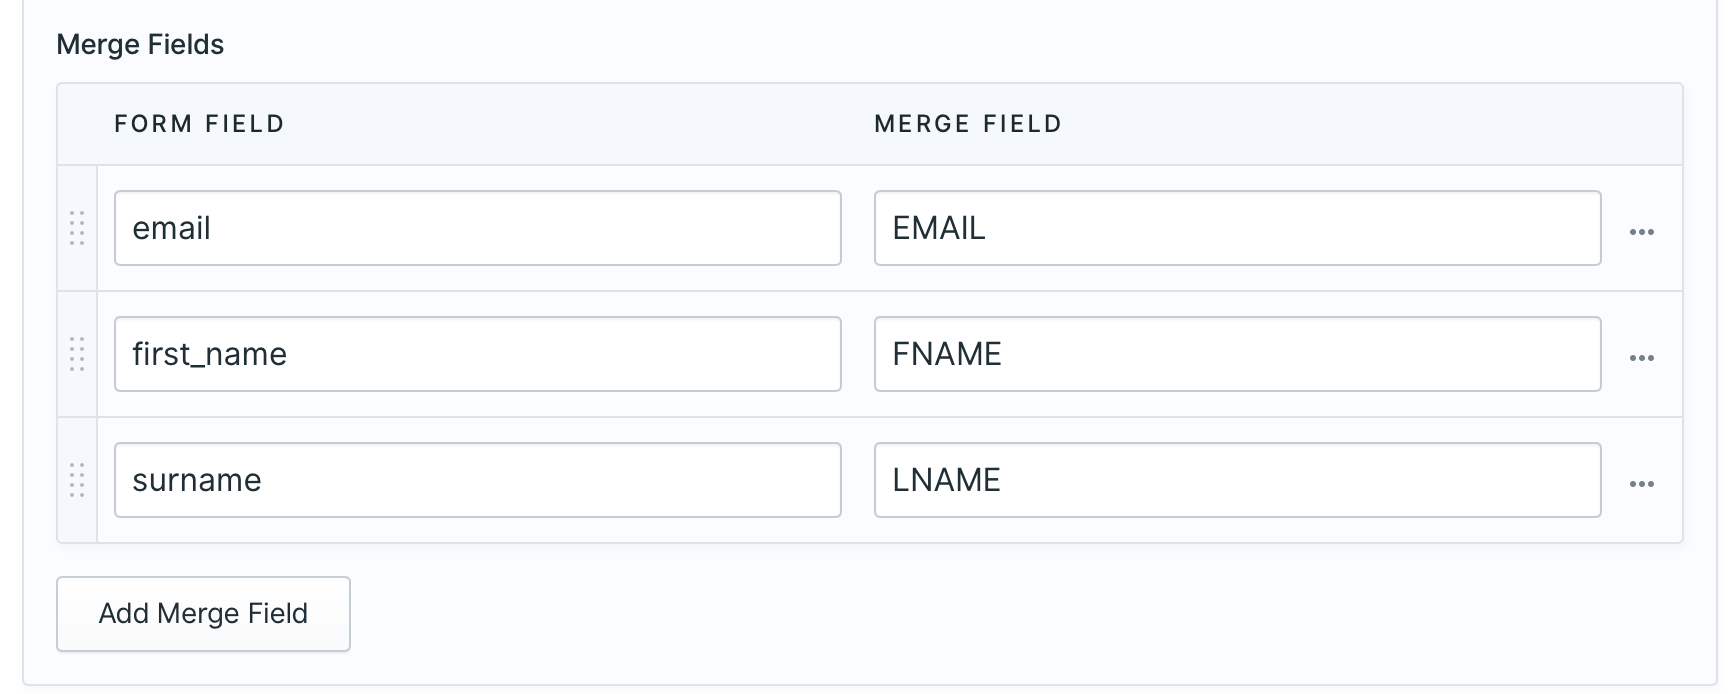 Merge Fields
FORM FIELD MERGE FIELD
email EMAIL
first_name FNAME
surname LNAME
Add Merge Field